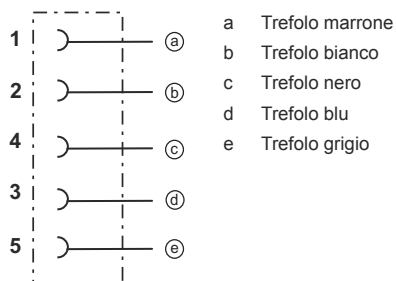 1 a
2 b
4 c
3 d
5 e
a Trefolo marrone
b Trefolo bianco
c Trefolo nero
d Trefolo blu
e Trefolo grigio